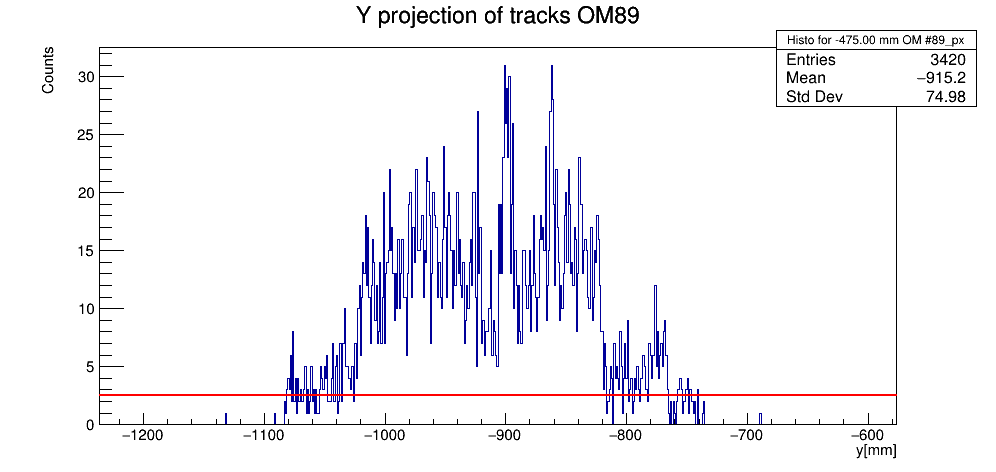 Y projection of tracks OM89
Histo for -475.00 mm OM #89_px
Entries 3420
Mean −915.2
Std Dev 74.98
Counts
30
25
20
15
10
5
0
−1200 −1100 −1000 −900 −800 −700 −600
y[mm]